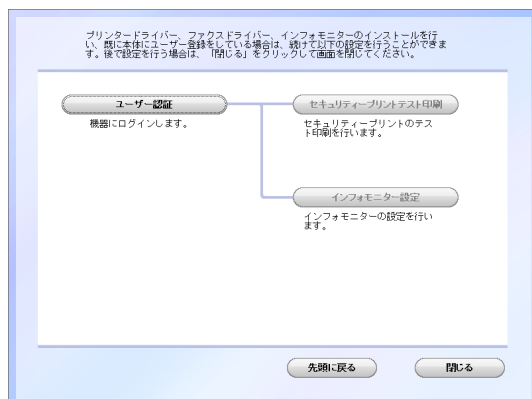 プリンタードライバー、ファクスドライバー、インフォモニターのインストールを行
い、既に本体にユーザー登録をしている場合は、続けて以下の設定を行うことができま
す。後で設定を行う場合は、「閉じる」をクリックして画面を閉じてください。
ユーザー認証
機器にログインします。
セキュリティープリントテスト印刷
セキュリティープリントのテス
ト印刷を行います。
インフォモニター設定
インフォモニターの設定を行い
ます。
先頭に戻る
閉じる